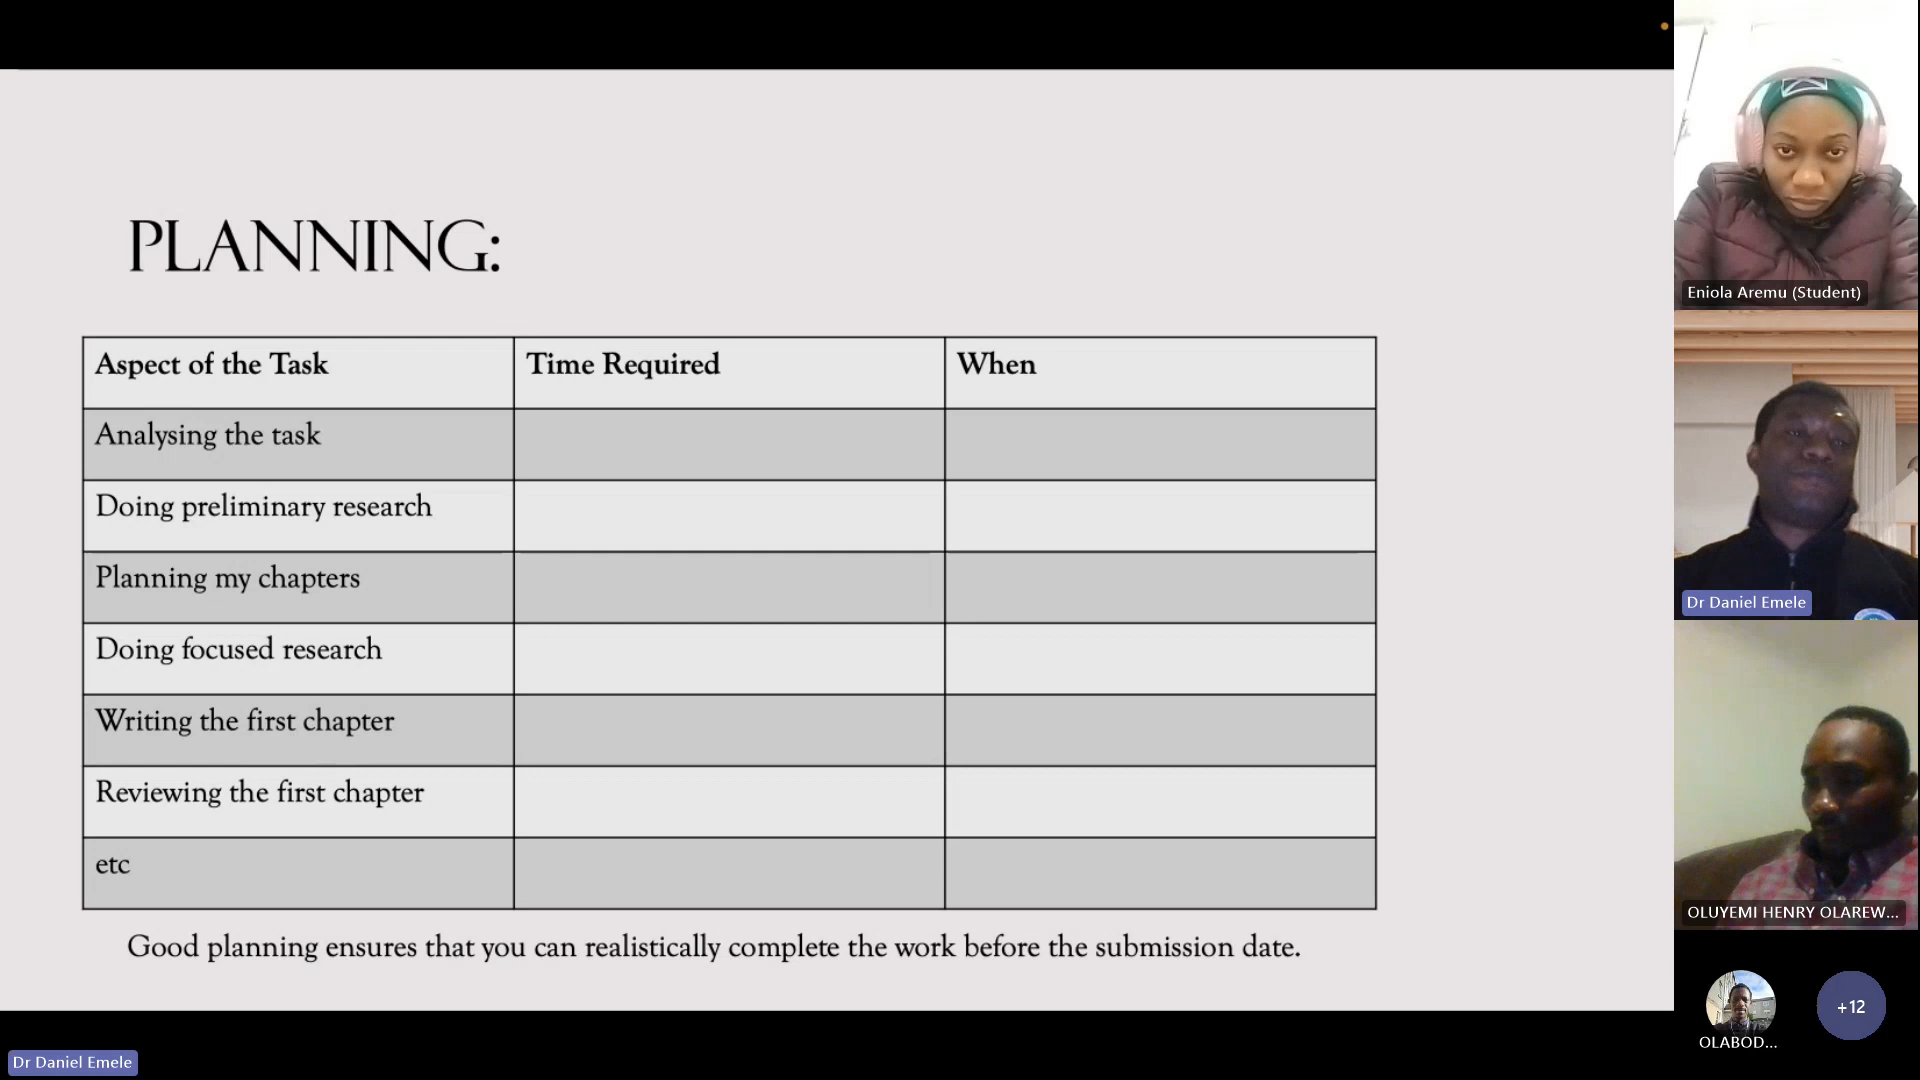 PLANNING:
Aspect of the Task
Time Required
When
Analysing the task
Doing preliminary research
Planning my chapters
Doing focused research
Writing the first chapter
Reviewing the first chapter
etc
Good planning ensures that you can realistically complete the work before the submission date.
Dr Daniel Emele
Eniola Aremu (Student)
Dr Daniel Emele
OLUYEMI HENRY OLAREW...
OLABOD...
+12